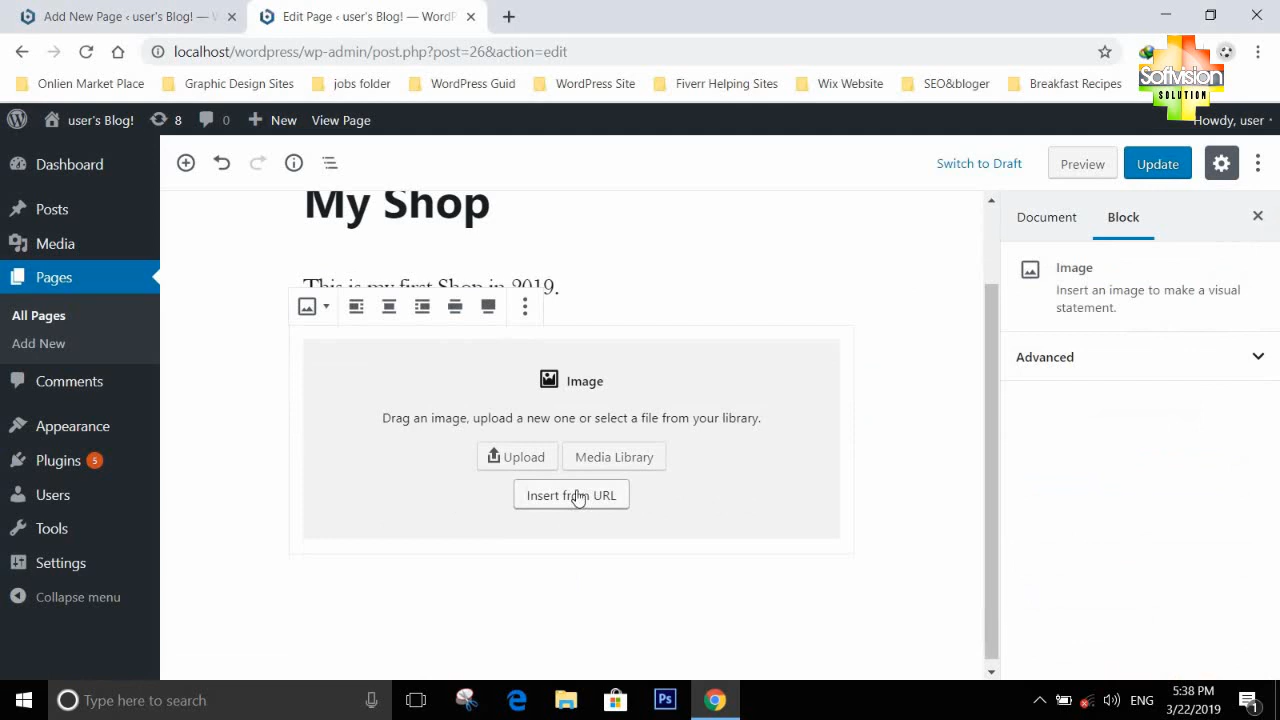 Add New Page ‹ user's Blog! — W
Edit Page ‹ user's Blog! — WordP
localhost/wordpress/wp-admin/post.php?post=26&action=edit
Onlien Market Place
Graphic Design Sites
jobs folder
WordPress Guid
WordPress Site
Fiverr Helping Sites
Wix Website
SEO&bloger
Breakfast Recipes
SoftVision
SOLUTION
user's Blog!
8
0
New
View Page
Howdy, user
Dashboard
Posts
Media
Pages
All Pages
Add New
Comments
Appearance
Plugins 5
Users
Tools
Settings
Collapse menu
Switch to Draft
Preview
Update
My Shop
This is my first Shop in 2019.
Image
Drag an image, upload a new one or select a file from your library.
Upload
Media Library
Insert from URL
Document
Block
Image
Insert an image to make a visual
statement.
Advanced
Type here to search
Ps
ENG
5:38 PM
3/22/2019
1